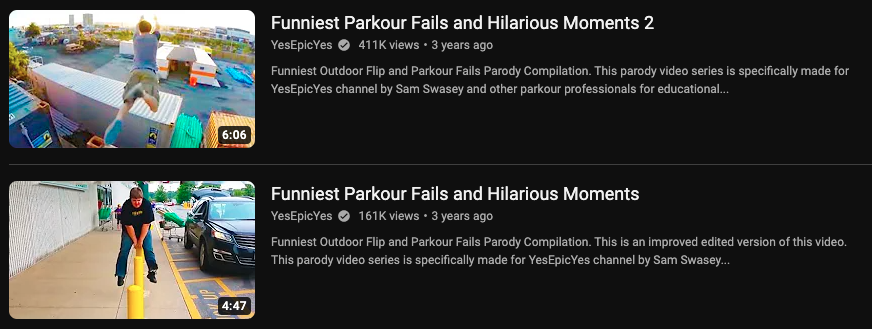 Funniest Parkour Fails and Hilarious Moments 2
YesEpicYes 411K views • 3 years ago
Funniest Outdoor Flip and Parkour Fails Parody Compilation. This parody video series is specifically made for
YesEpicYes channel by Sam Swasey and other parkour professionals for educational...
6:06
Funniest Parkour Fails and Hilarious Moments
YesEpicYes 161K views • 3 years ago
Funniest Outdoor Flip and Parkour Fails Parody Compilation. This is an improved edited version of this video.
This parody video series is specifically made for YesEpicYes channel by Sam Swasey...
4:47